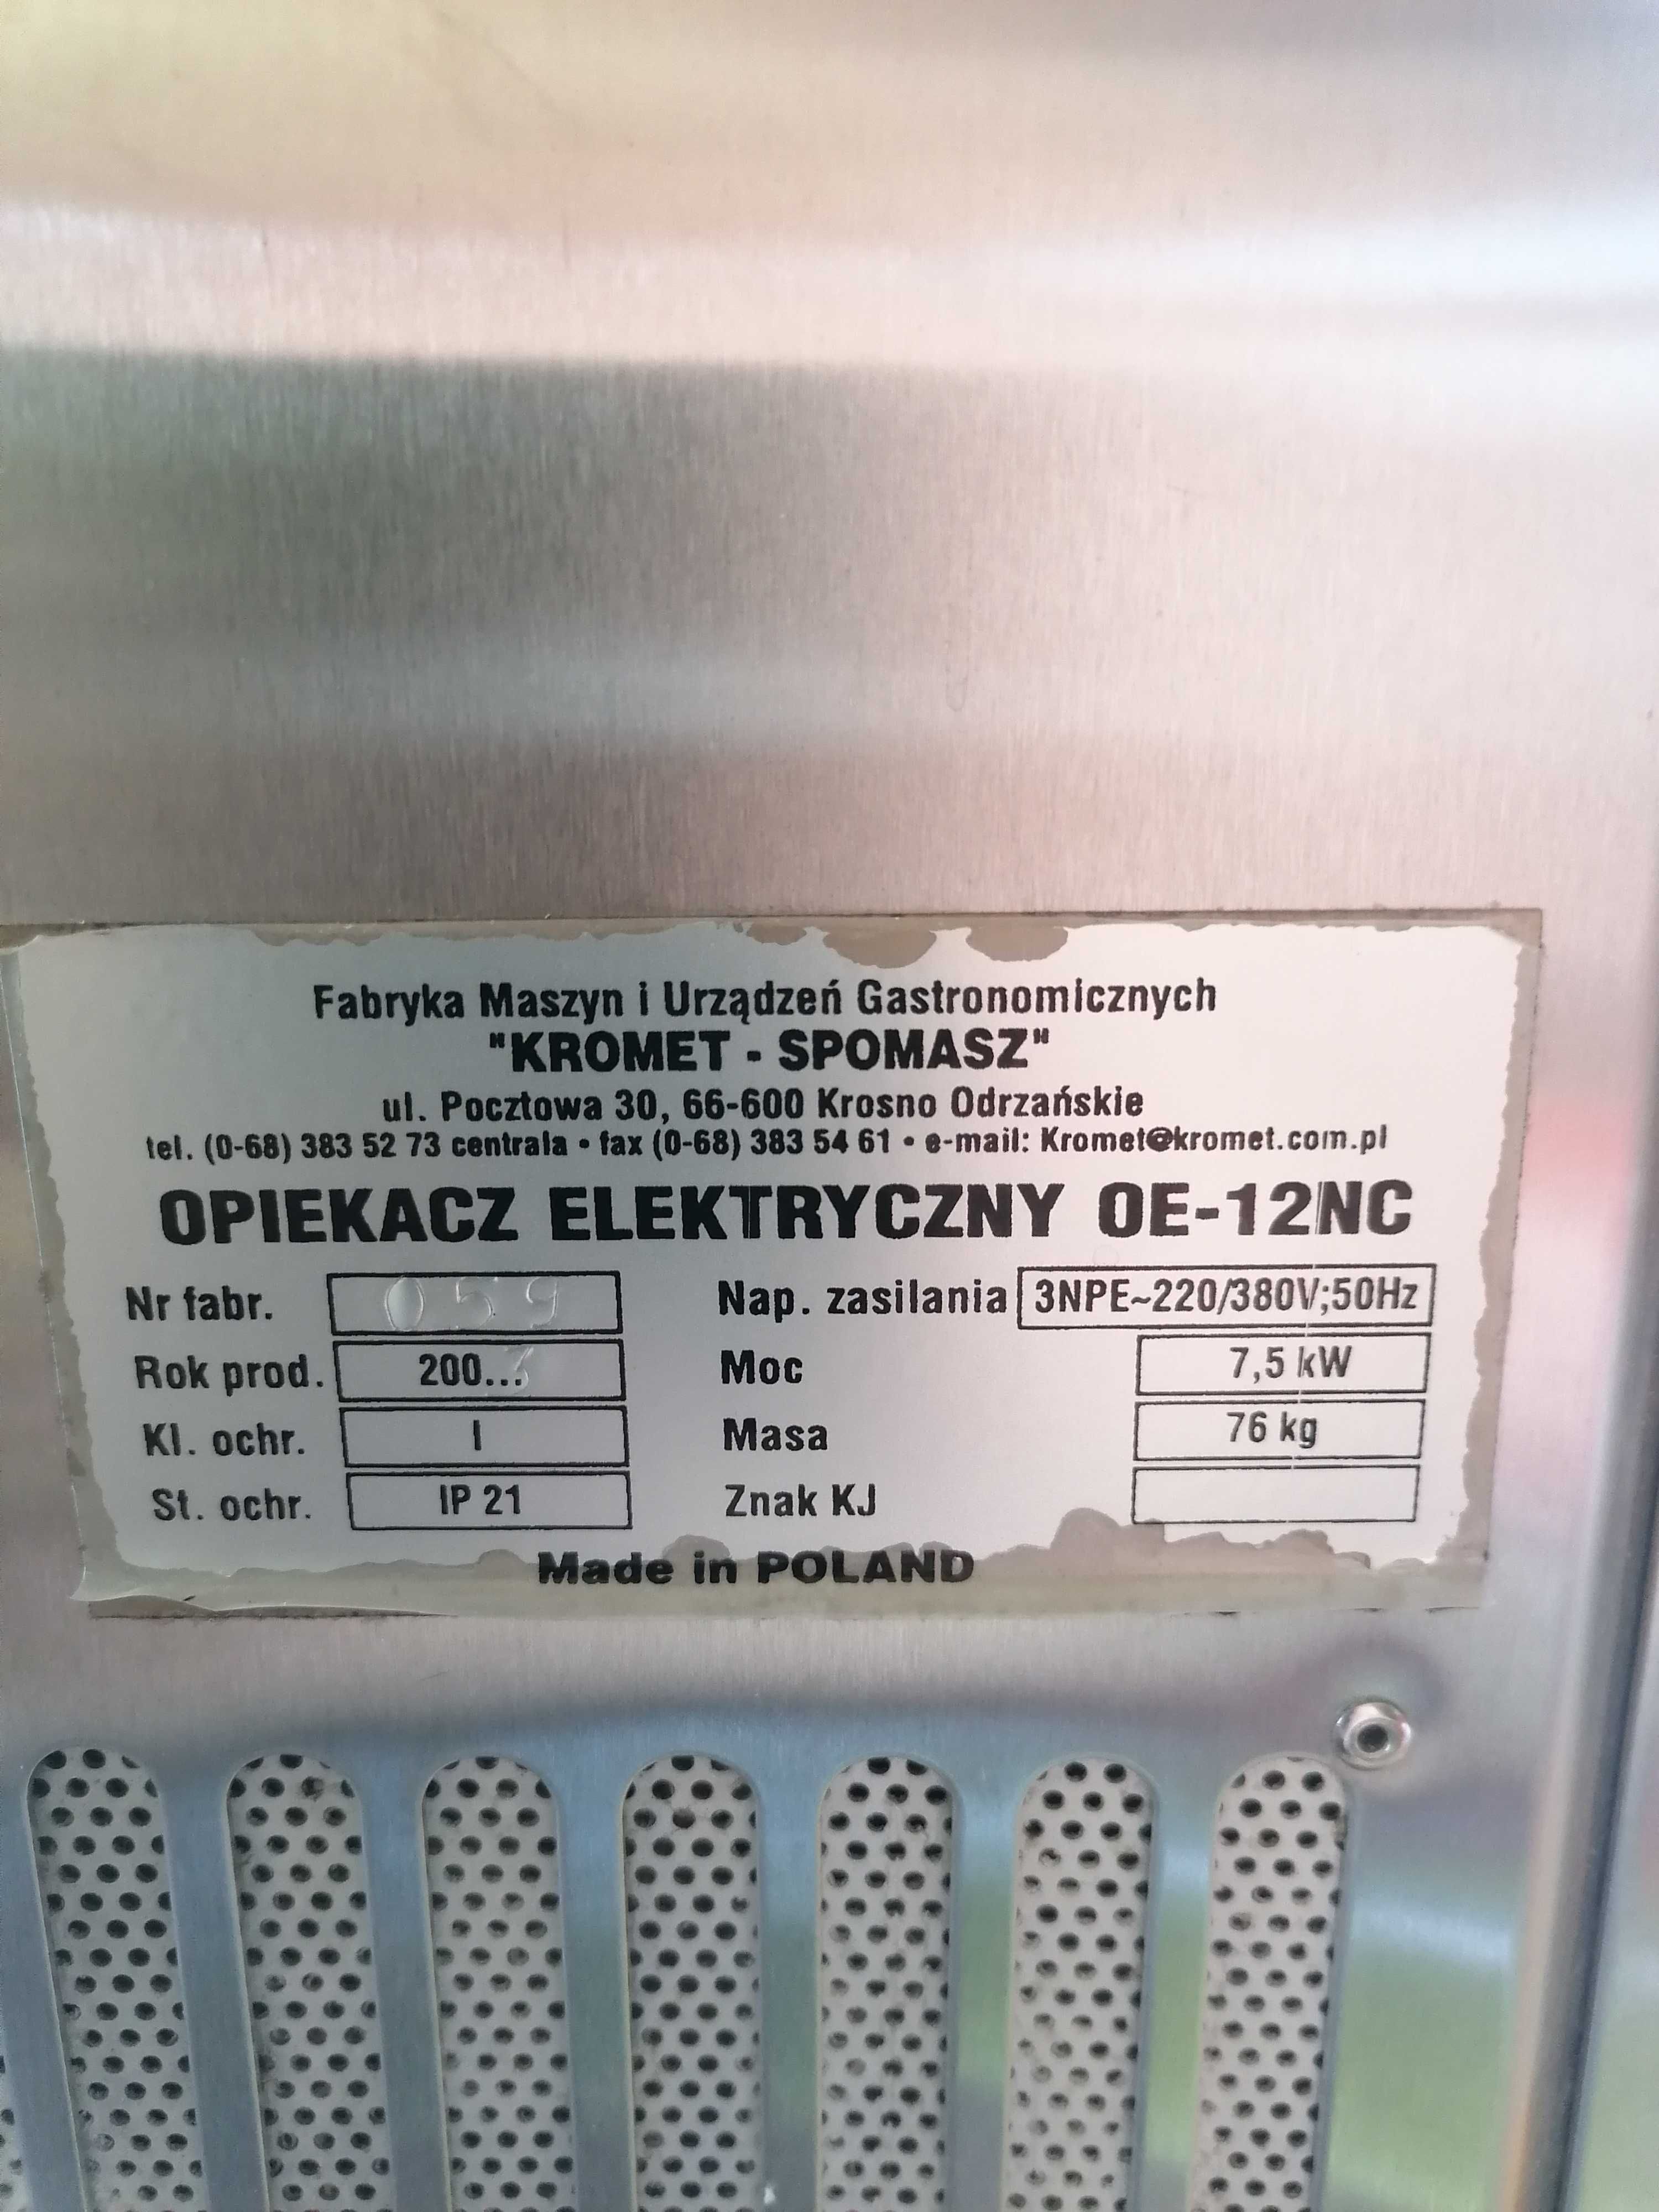 Fabryka Maszyn i Urządzeń Gastronomicznych
"KROMET - SPOMASZ"
ul. Pocztowa 30, 66-600 Krosno Odrzańskie
tel. (0-68) 383 52 73 centrala • fax (0-68) 383 54 61 • e-mail: Kromet@kromet.com.pl
OPIEKACZ ELEKTRYCZNY OE-12NC
Nr fabr. 059 Nap. zasilania 3NPE~220/380V;50Hz
Rok prod. 200...3 Moc 7,5 kW
Kl. ochr. I Masa 76 kg
St. ochr. IP 21 Znak KJ
Made in POLAND